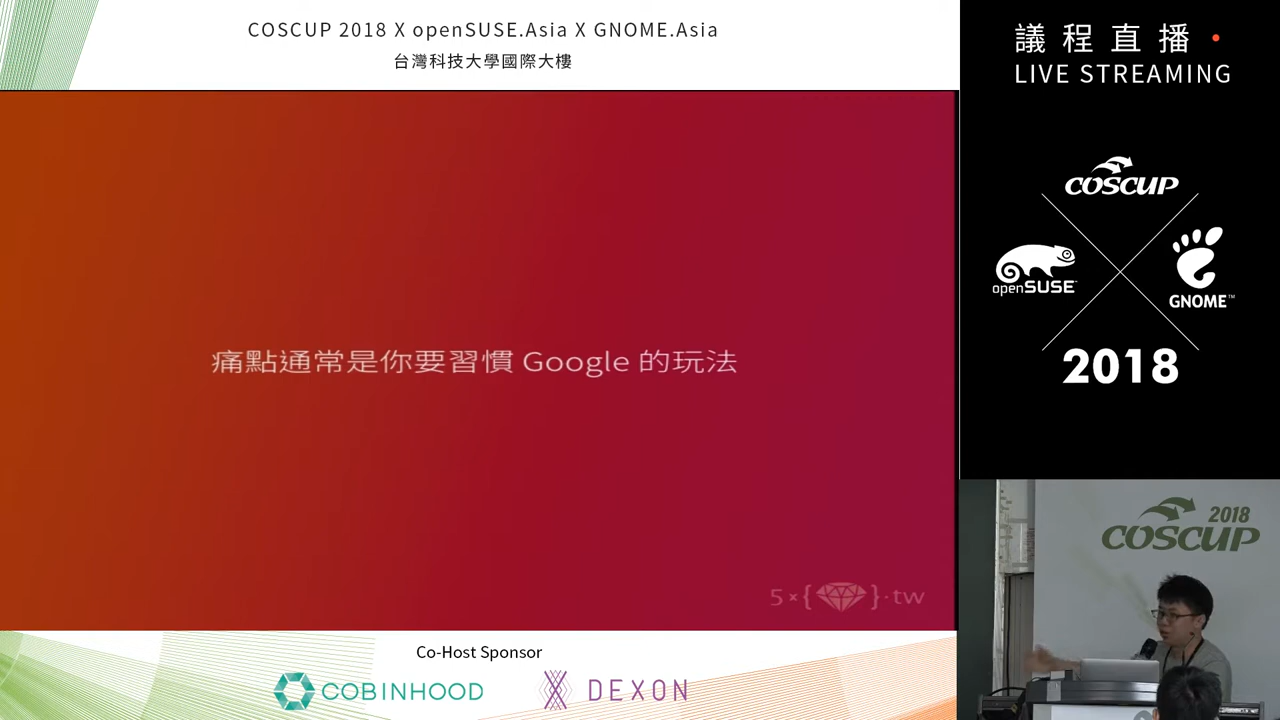 COSCUP 2018 X openSUSE.Asia X GNOME.Asia
台灣科技大學國際大樓
議程直播
LIVE STREAMING
COSCUP
openSUSE
GNOME™
2018
痛點通常是你要習慣 Google 的玩法
5×{}.tw
2018
COSCUP
Co-Host Sponsor
COBINHOOD
DEXON